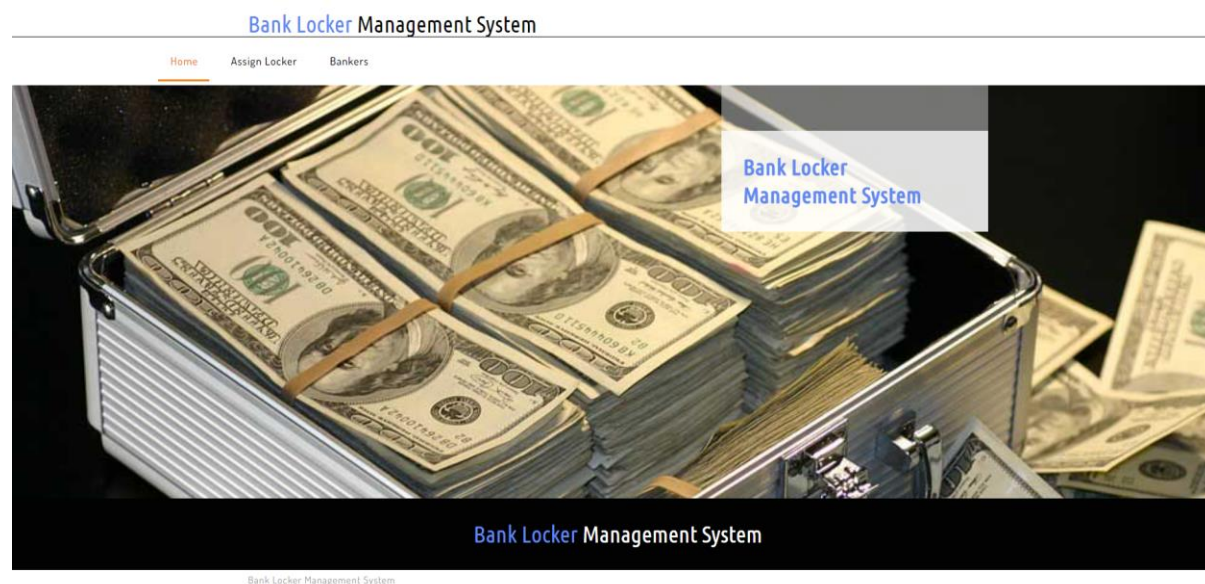 Bank Locker Management System
Home Assign Locker Bankers
Bank Locker
Management System
Bank Locker Management System
Bank Locker Management System